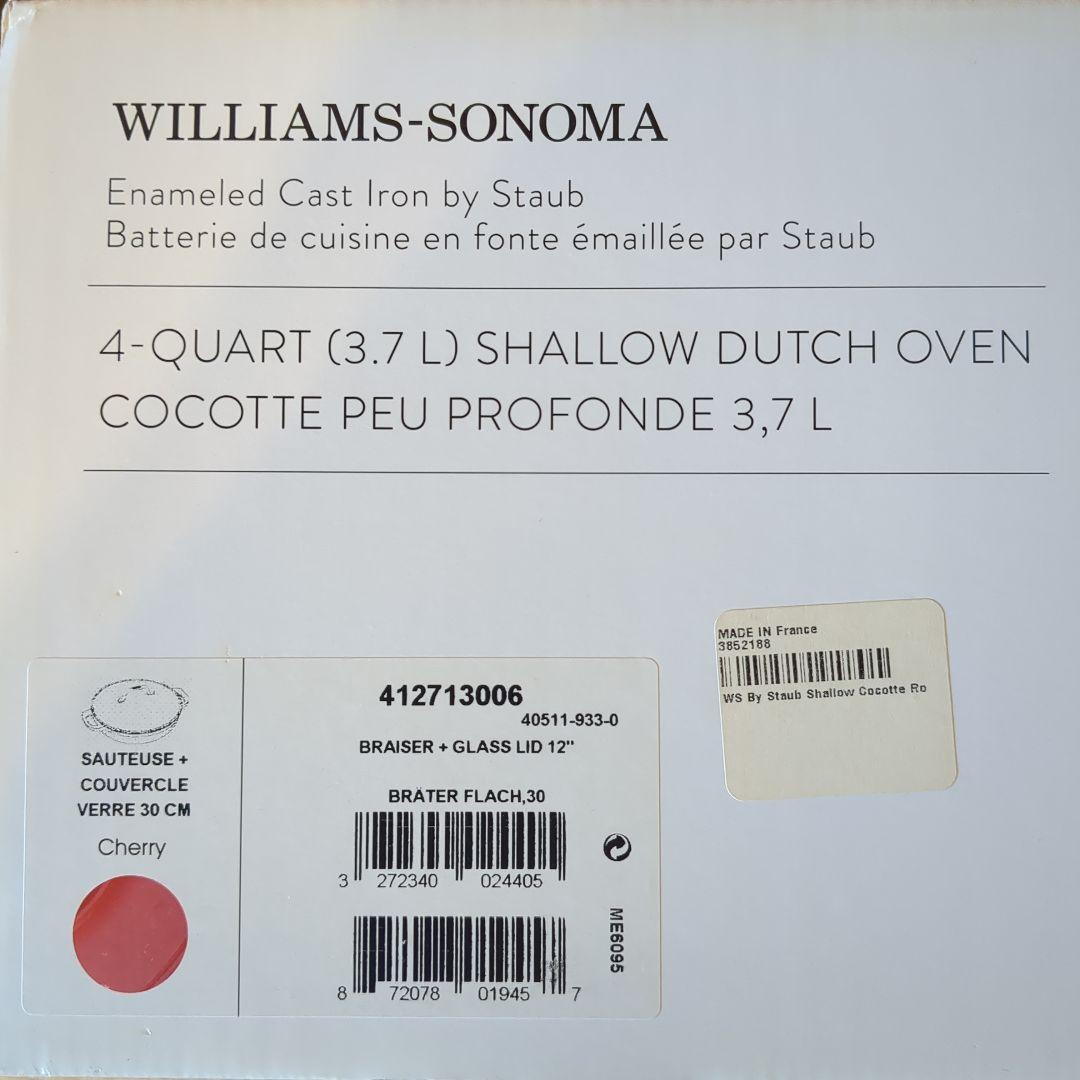 WILLIAMS-SONOMA
Enameled Cast Iron by Staub
Batterie de cuisine en fonte émaillée par Staub
4-QUART (3.7 L) SHALLOW DUTCH OVEN
COCOTTE PEU PROFONDE 3,7 L
MADE IN France
3852188
WS By Staub Shallow Cocotte Ro
SAUTEUSE +
COUVERCLE
VERRE 30 CM
Cherry
412713006
40511-933-0
BRAISER + GLASS LID 12"
BRÄTER FLACH,30
3 272340 024405
8 72078 01945 7
ME6095